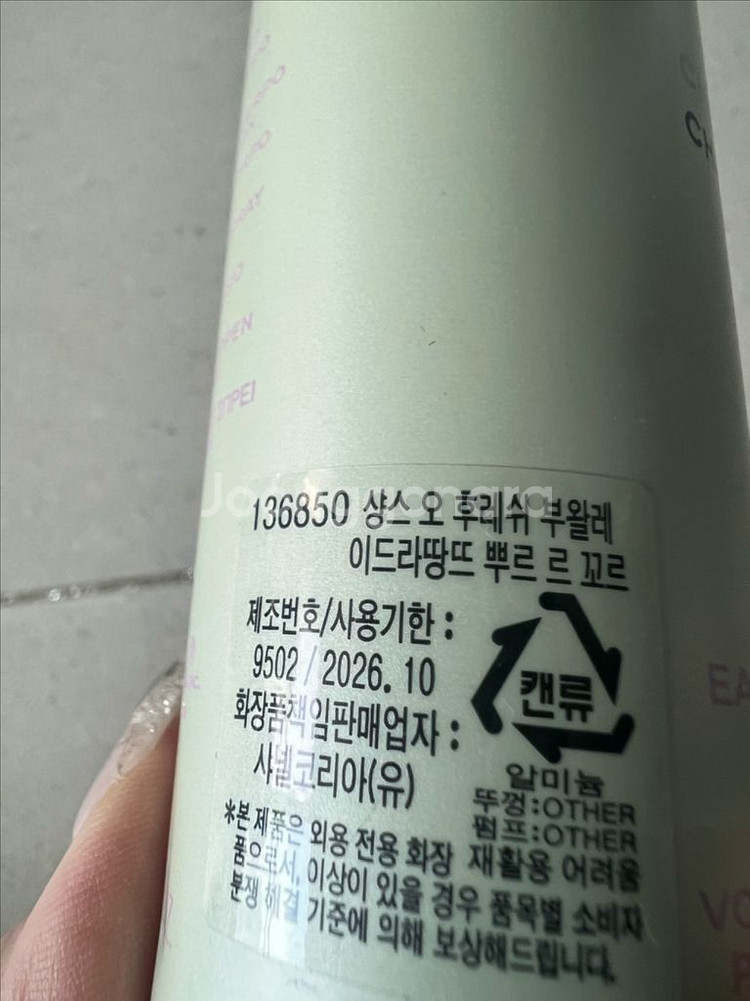 136850 샹스 오 후레쉬 부왈레
이드라땅뜨 뿌르 르 꼬르
제조번호/사용기한 :
9502 / 2026. 10
화장품책임판매업자 :
샤넬코리아(유)
캔류
알미늄
뚜껑:OTHER
펌프:OTHER
재활용 어려움
*본 제품은 외용 전용 화장
품으로서, 이상이 있을 경우 품목별 소비자
분쟁 해결 기준에 의해 보상해드립니다.